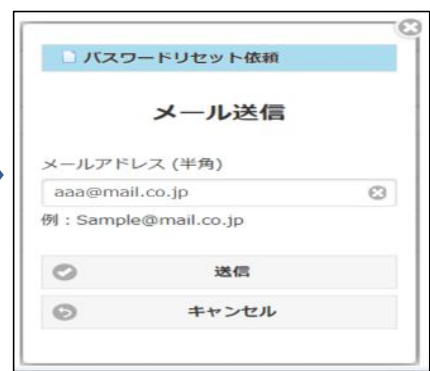 パスワードリセット依頼
メール送信
メールアドレス (半角)
aaa@mail.co.jp
例：Sample@mail.co.jp
送信
キャンセル